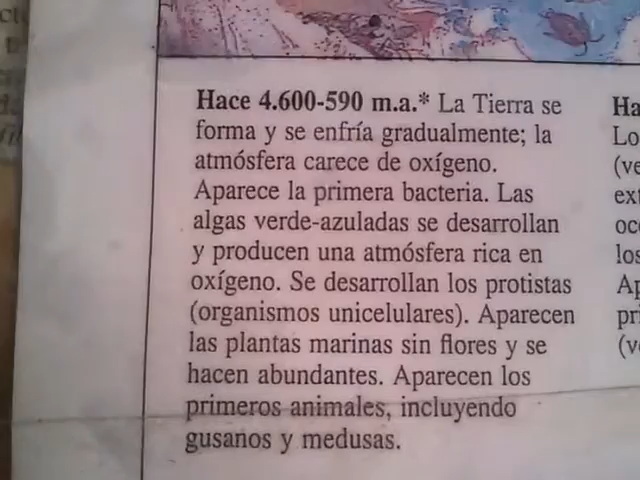 Hace 4.600-590 m.a.* La Tierra se
forma y se enfría gradualmente; la
atmósfera carece de oxígeno.
Aparece la primera bacteria. Las
algas verde-azuladas se desarrollan
y producen una atmósfera rica en
oxígeno. Se desarrollan los protistas
(organismos unicelulares). Aparecen
las plantas marinas sin flores y se
hacen abundantes. Aparecen los
primeros animales, incluyendo
gusanos y medusas.